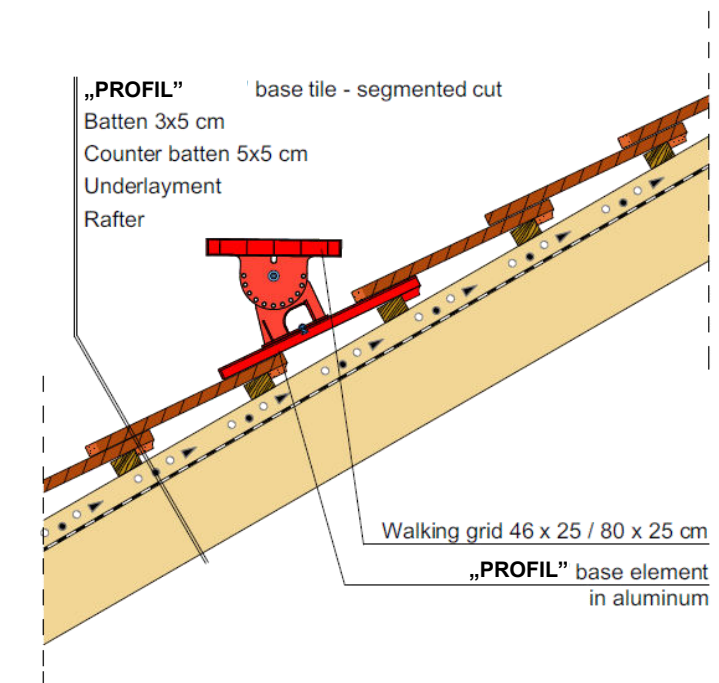 „PROFIL” base tile - segmented cut
Batten 3x5 cm
Counter batten 5x5 cm
Underlayment
Rafter
Walking grid 46 x 25 / 80 x 25 cm
„PROFIL” base element
in aluminum